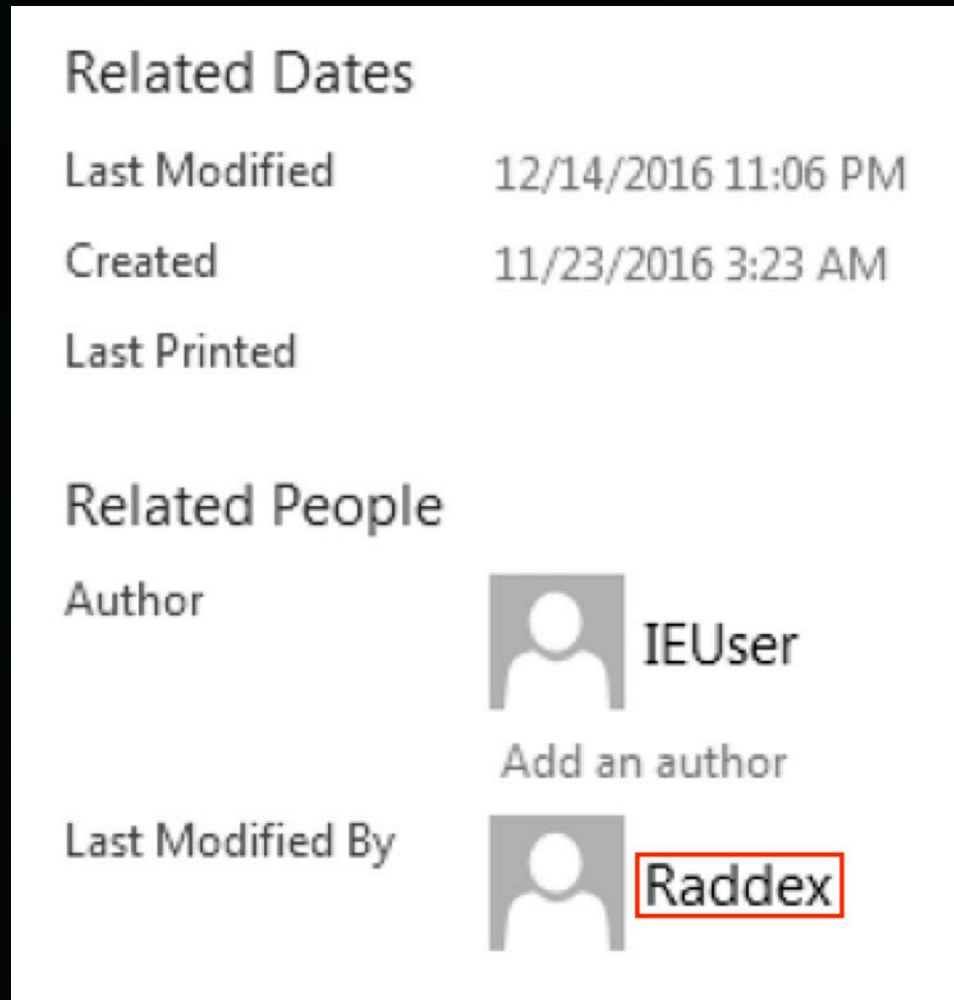 Related Dates
Last Modified 12/14/2016 11:06 PM
Created 11/23/2016 3:23 AM
Last Printed
Related People
Author IEUser
Add an author
Last Modified By Raddex